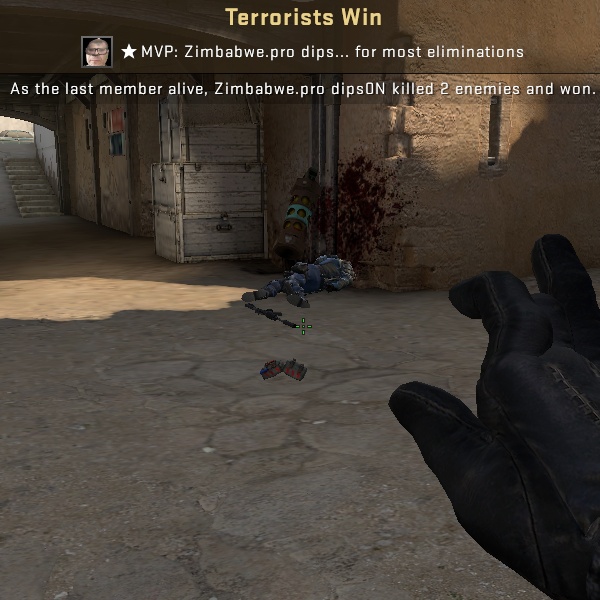 Terrorists Win
★ MVP: Zimbabwe.pro dips... for most eliminations
As the last member alive, Zimbabwe.pro dipsON killed 2 enemies and won.